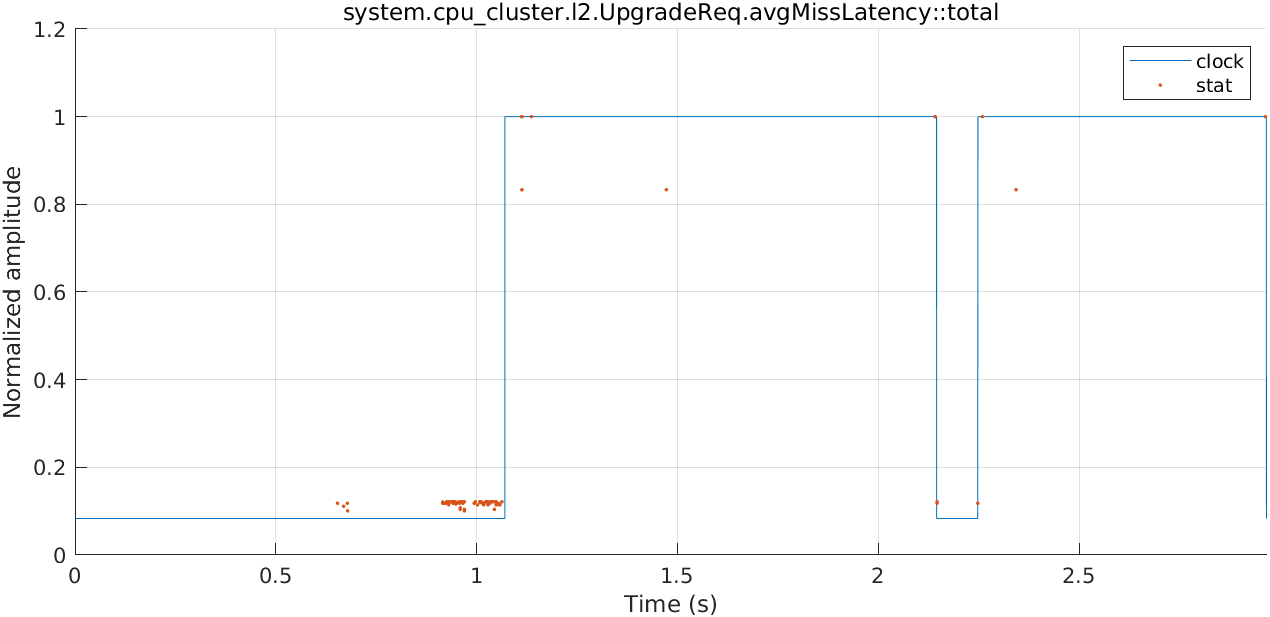 system.cpu_cluster.l2.UpgradeReq.avgMissLatency::total
1.2
1
0.8
0.6
0.4
0.2
0
Normalized amplitude
clock
stat
0 0.5 1 1.5 2 2.5
Time (s)